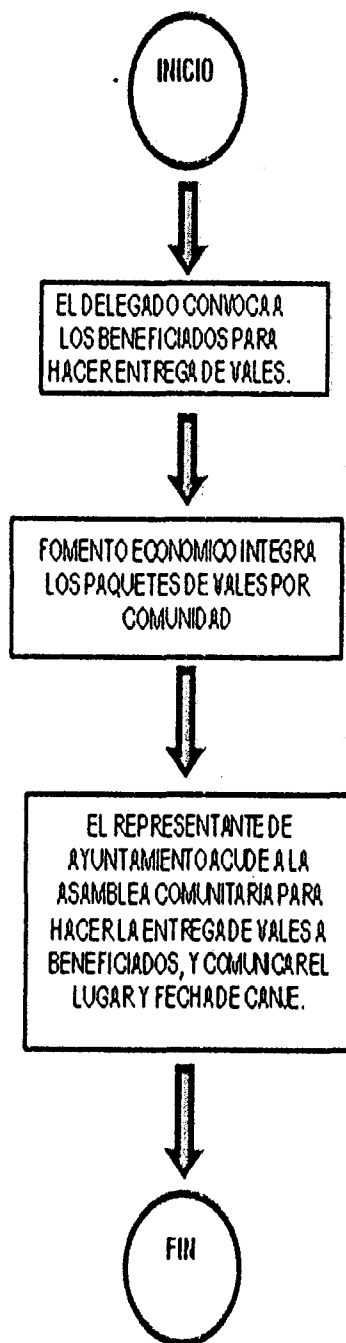 INICIO
EL DELEGADO CONVOCA A
LOS BENEFICIADOS PARA
HACER ENTREGA DE VALES.
FOMENTO ECONOMICO INTEGRA
LOS PAQUETES DE VALES POR
COMUNIDAD
EL REPRESENTANTE DE
AYUNTAMIENTO ACUDE A LA
ASAMBLEA COMUNITARIA PARA
HACER LA ENTREGA DE VALES A
BENEFICIADOS, Y COMUNICAR EL
LUGAR Y FECHA DE CANJE.
FIN